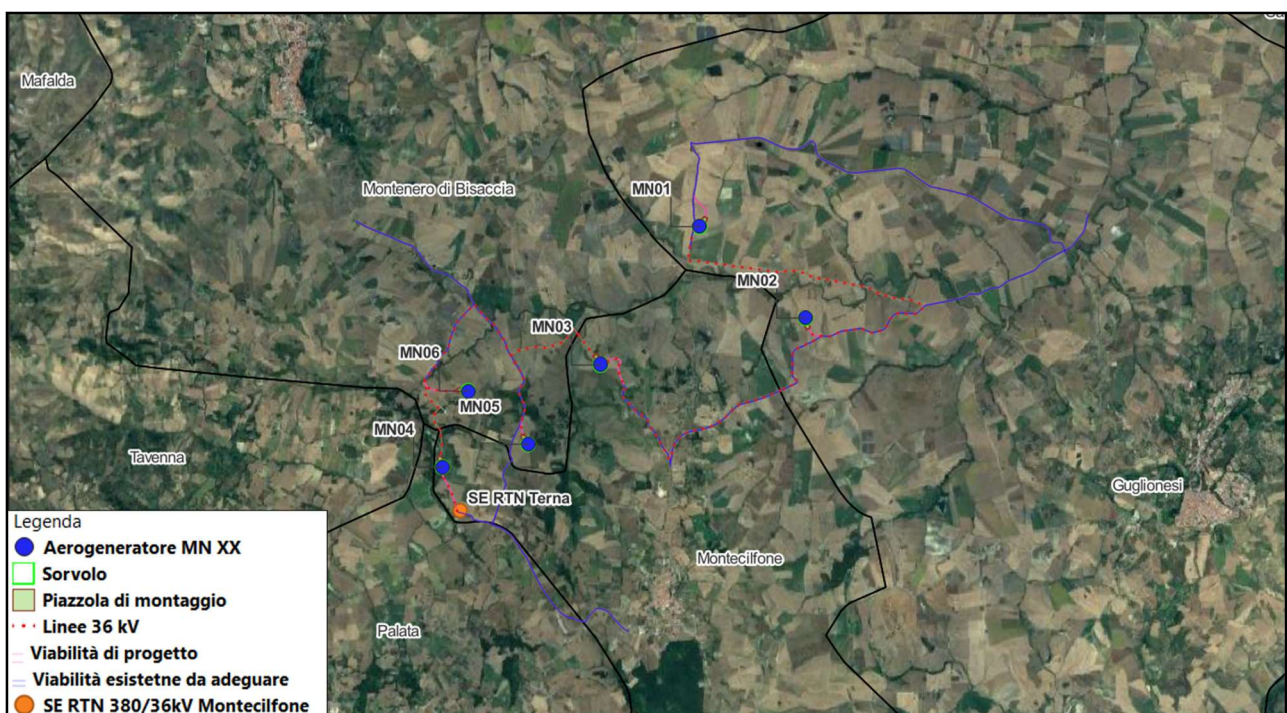 Mafalda
Montenero di Bisaccia
MN01
MN02
MN03
MN06
MN05
MN04
Tavenna
SE RTN Terna
Guglionesi
Montecilfone
Palata
Legenda
Aerogeneratore MN XX
Sorvolo
Piazzola di montaggio
Linee 36 kV
Viabilità di progetto
Viabilità esistetne da adeguare
SE RTN 380/36kV Montecilfone